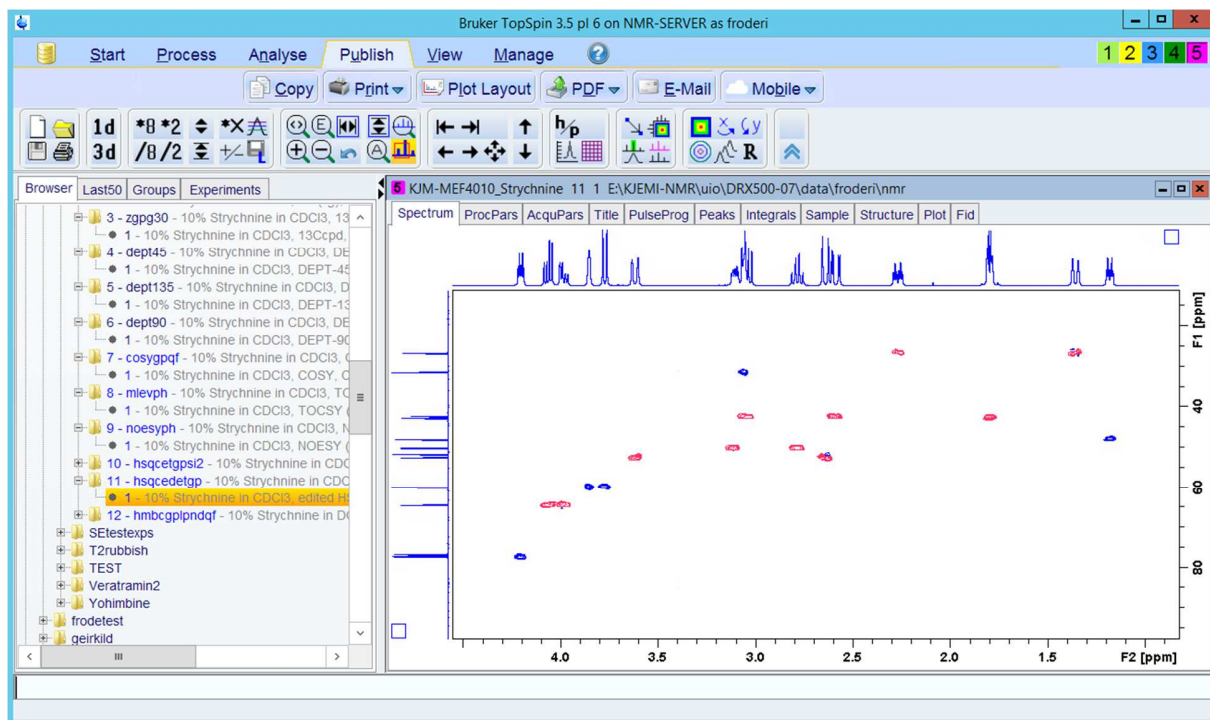 Bruker TopSpin 3.5 pl 6 on NMR-SERVER as froderi
Start Process Analyse Publish View Manage ?
1 2 3 4 5
Copy Print Plot Layout PDF E-Mail Mobile
1d *8 *2 *X E h/p y
3d /8 /2 +/- A R
Browser Last50 Groups Experiments
3 - zgpg30 - 10% Strychnine in CDCl3, 13
1 - 10% Strychnine in CDCl3, 13Ccpd,
4 - dept45 - 10% Strychnine in CDCl3, DE
1 - 10% Strychnine in CDCl3, DEPT-45
5 - dept135 - 10% Strychnine in CDCl3, D
1 - 10% Strychnine in CDCl3, DEPT-13
6 - dept90 - 10% Strychnine in CDCl3, DE
1 - 10% Strychnine in CDCl3, DEPT-90
7 - cosygpqf - 10% Strychnine in CDCl3, C
1 - 10% Strychnine in CDCl3, COSY, C
8 - mlevph - 10% Strychnine in CDCl3, TO
1 - 10% Strychnine in CDCl3, TOCSY (
9 - noesyph - 10% Strychnine in CDCl3, N
1 - 10% Strychnine in CDCl3, NOESY (
10 - hsqcetgpsi2 - 10% Strychnine in CDC
11 - hsqcedetgp - 10% Strychnine in CDC
1 - 10% Strychnine in CDCl3, edited HS
12 - hmbcgplpndqf - 10% Strychnine in DC
SEtestexps
T2rubbish
TEST
Veratramin2
Yohimbine
frodetest
geirkild
5 KJM-MEF4010_Strychnine 11 1 E:\KJEMI-NMR\uio\DRX500-07\data\froderi\nmr
Spectrum ProcPars AcquPars Title PulseProg Peaks Integrals Sample Structure Plot Fid
F1 [ppm]
40
60
80
4.0 3.5 3.0 2.5 2.0 1.5 F2 [ppm]